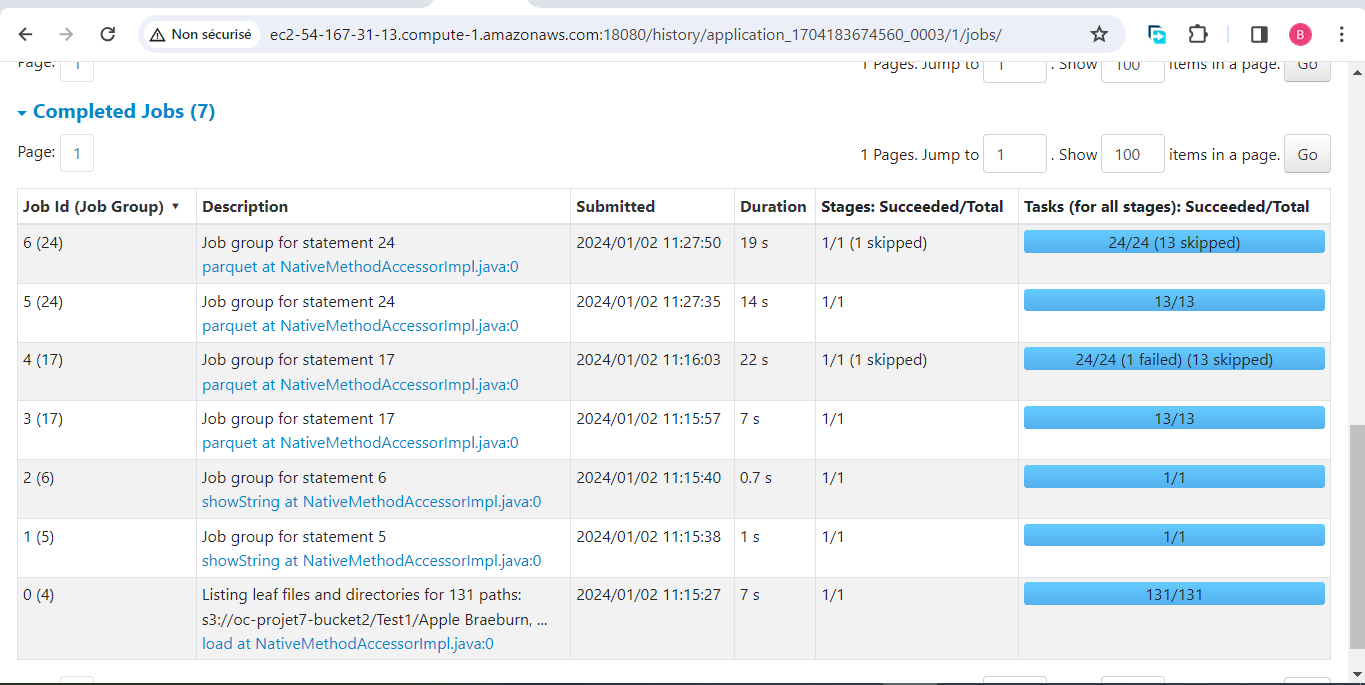 Non sécurisé ec2-54-167-31-13.compute-1.amazonaws.com:18080/history/application_1704183674560_0003/1/jobs/ B
Page: 1 1 Pages. Jump to 1 . Show 100 items in a page. Go
Completed Jobs (7)
Page: 1 1 Pages. Jump to 1 . Show 100 items in a page. Go
Job Id (Job Group) ▾ Description Submitted Duration Stages: Succeeded/Total Tasks (for all stages): Succeeded/Total
6 (24) Job group for statement 24 2024/01/02 11:27:50 19 s 1/1 (1 skipped) 24/24 (13 skipped)
parquet at NativeMethodAccessorImpl.java:0
5 (24) Job group for statement 24 2024/01/02 11:27:35 14 s 1/1 13/13
parquet at NativeMethodAccessorImpl.java:0
4 (17) Job group for statement 17 2024/01/02 11:16:03 22 s 1/1 (1 skipped) 24/24 (1 failed) (13 skipped)
parquet at NativeMethodAccessorImpl.java:0
3 (17) Job group for statement 17 2024/01/02 11:15:57 7 s 1/1 13/13
parquet at NativeMethodAccessorImpl.java:0
2 (6) Job group for statement 6 2024/01/02 11:15:40 0.7 s 1/1 1/1
showString at NativeMethodAccessorImpl.java:0
1 (5) Job group for statement 5 2024/01/02 11:15:38 1 s 1/1 1/1
showString at NativeMethodAccessorImpl.java:0
0 (4) Listing leaf files and directories for 131 paths: 2024/01/02 11:15:27 7 s 1/1 131/131
s3://oc-projet7-bucket2/Test1/Apple Braeburn, ...
load at NativeMethodAccessorImpl.java:0